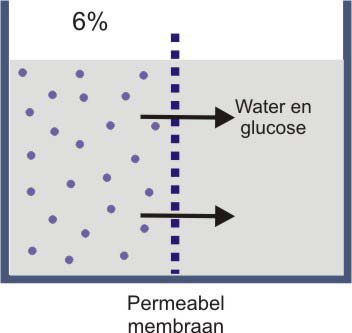 6%
Water en
glucose
Permeabel
membraan